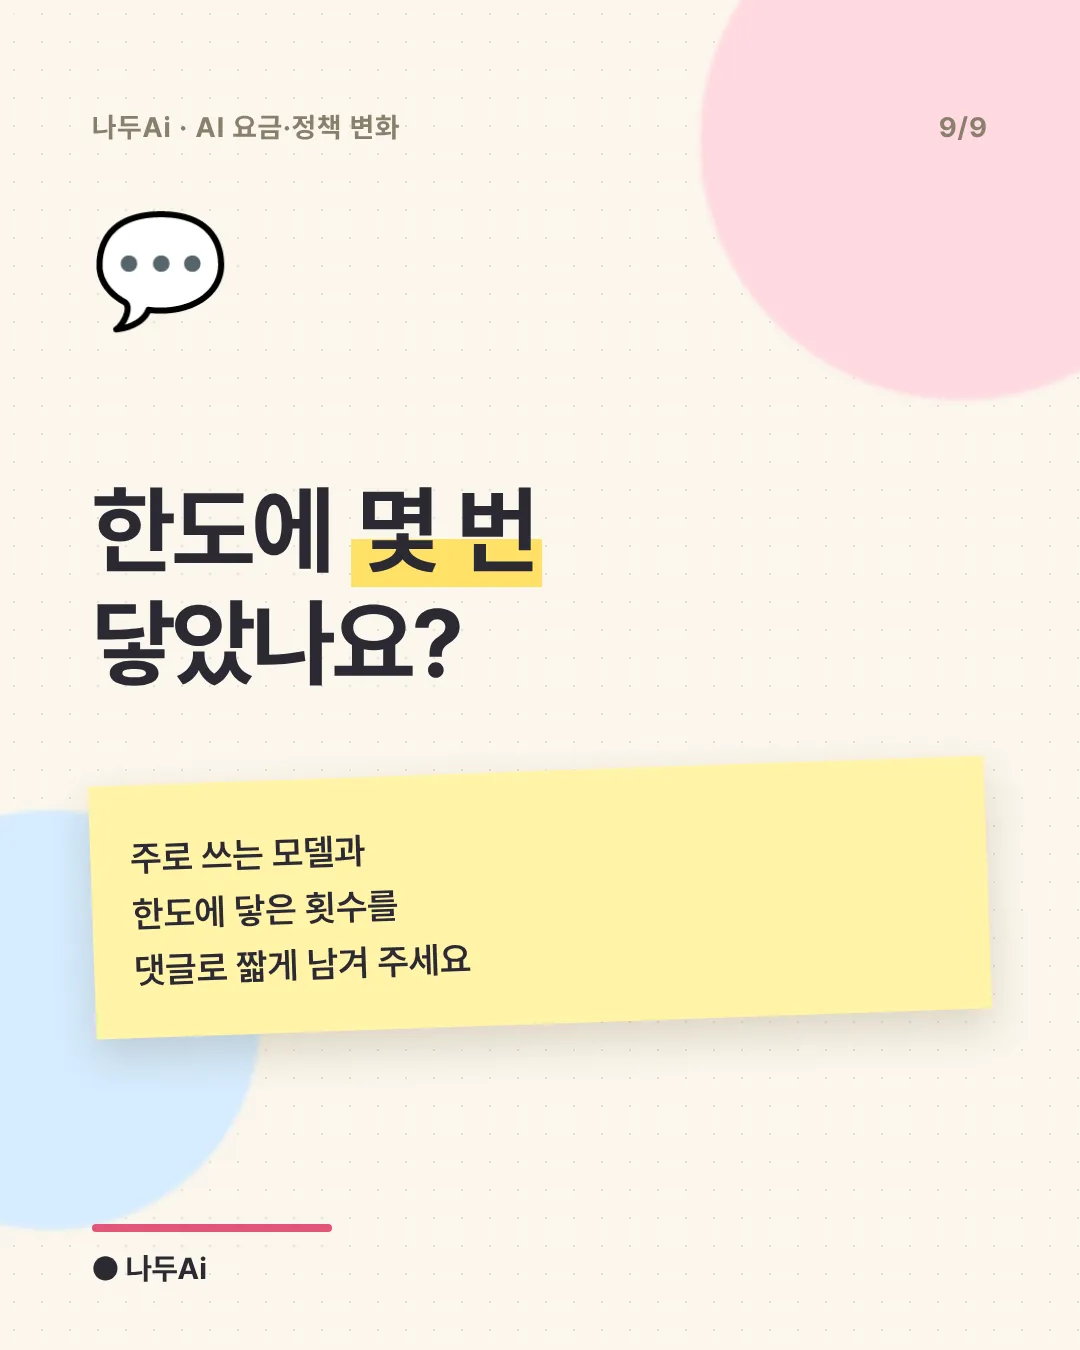 나두Ai · AI 요금·정책 변화
9/9
한도에 몇 번
닿았나요?
주로 쓰는 모델과
한도에 닿은 횟수를
댓글로 짧게 남겨 주세요
나두Ai